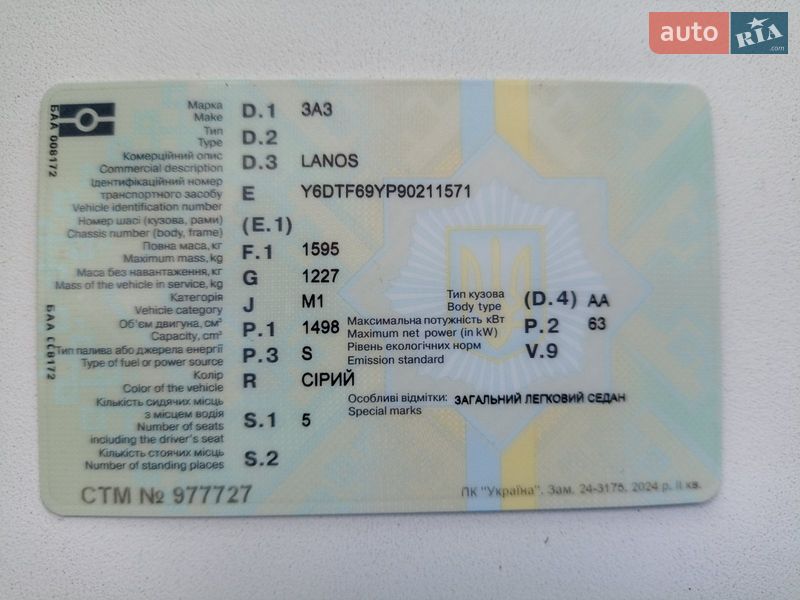 auto RIA .com
БАА 008172
Марка
Make D.1 ЗАЗ
Тип
Type D.2
Комерційний опис
Commercial description D.3 LANOS
Ідентифікаційний номер
транспортного засобу
Vehicle identification number E Y6DTF69YP90211571
Номер шасі (кузова, рами)
Chassis number (body, frame) (E.1)
Повна маса, кг
Maximum mass, kg F.1 1595
Маса без навантаження, кг
Mass of the vehicle in service, kg G 1227
Категорія
Vehicle category J M1
Тип кузова
Body type (D.4) АА
Об'єм двигуна, см³
Capacity, cm³ P.1 1498
Максимальна потужність кВт
Maximum net power (in kW) P.2 63
Тип палива або джерела енергії
Type of fuel or power source P.3 S
Рівень екологічних норм
Emission standard V.9
Колір
Color of the vehicle R СІРИЙ
Кількість сидячих місць
з місцем водія
Number of seats
including the driver's seat S.1 5
Особливі відмітки: ЗАГАЛЬНИЙ ЛЕГКОВИЙ СЕДАН
Special marks
Кількість стоячих місць
Number of standing places S.2
БАА 008172
СТМ № 977727
ПК "Україна". Зам. 24-3175. 2024 р. II кв.